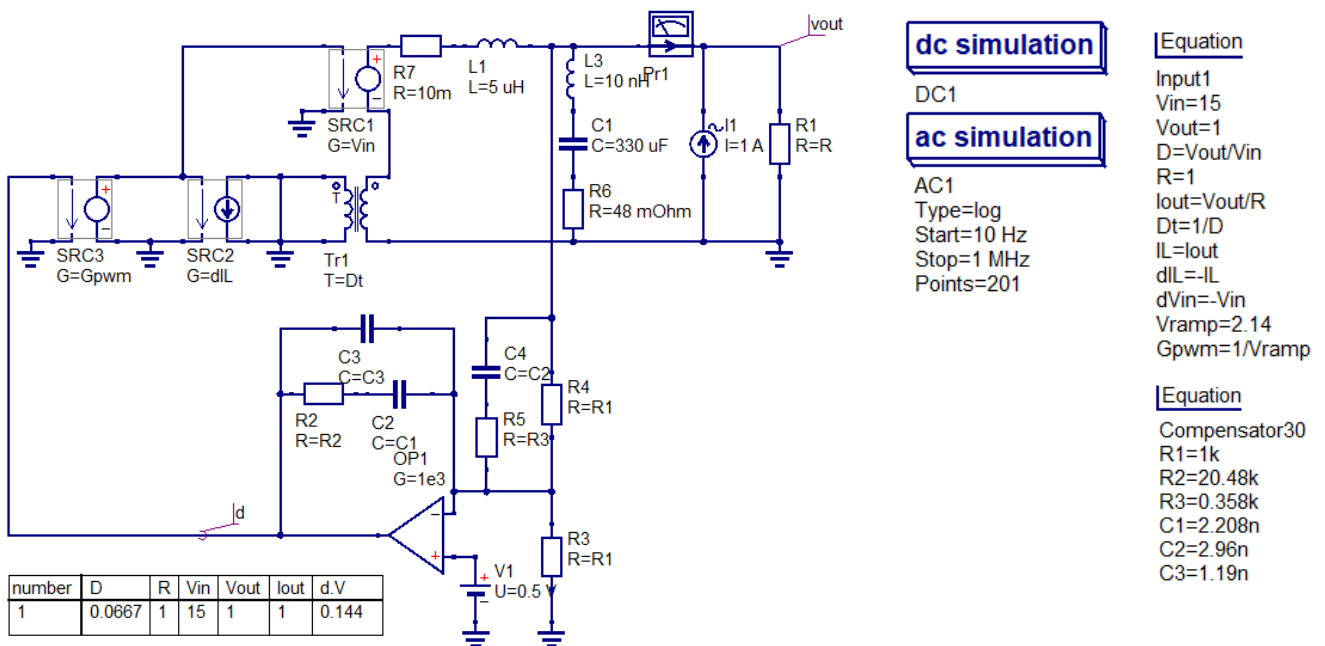 vout
dc simulation
DC1
ac simulation
AC1
Type=log
Start=10 Hz
Stop=1 MHz
Points=201
Equation
Input1
Vin=15
Vout=1
D=Vout/Vin
R=1
Iout=Vout/R
Dt=1/D
IL=Iout
dIL=-IL
dVin=-Vin
Vramp=2.14
Gpwm=1/Vramp
Equation
Compensator30
R1=1k
R2=20.48k
R3=0.358k
C1=2.208n
C2=2.96n
C3=1.19n
R7
R=10m
L1
L=5 uH
L3
L=10 nH
Pr1
SRC1
G=Vin
C1
C=330 uF
I1
I=1 A
R1
R=R
R6
R=48 mOhm
SRC3
G=Gpwm
SRC2
G=dIL
T
Tr1
T=Dt
C3
C=C3
C4
C=C2
R4
R=R1
R2
R=R2
C2
C=C1
R5
R=R3
OP1
G=1e3
d
R3
R=R1
V1
U=0.5 V
number D R Vin Vout Iout d.V
1 0.0667 1 15 1 1 0.144